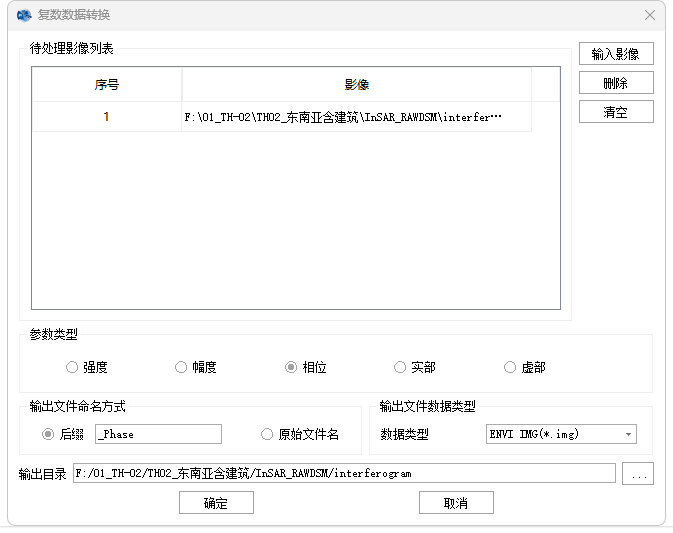 复数数据转换
待处理影像列表
输入影像
删除
清空
序号 影像
1 F:\01_TH-02\TH02_东南亚含建筑\InSAR_RAWDSM\interfer…
参数类型
强度 幅度 相位 实部 虚部
输出文件命名方式 输出文件数据类型
后缀 _Phase 原始文件名 数据类型 ENVI IMG(*.img)
输出目录 F:/01_TH-02/TH02_东南亚含建筑/InSAR_RAWDSM/interferogram ...
确定 取消